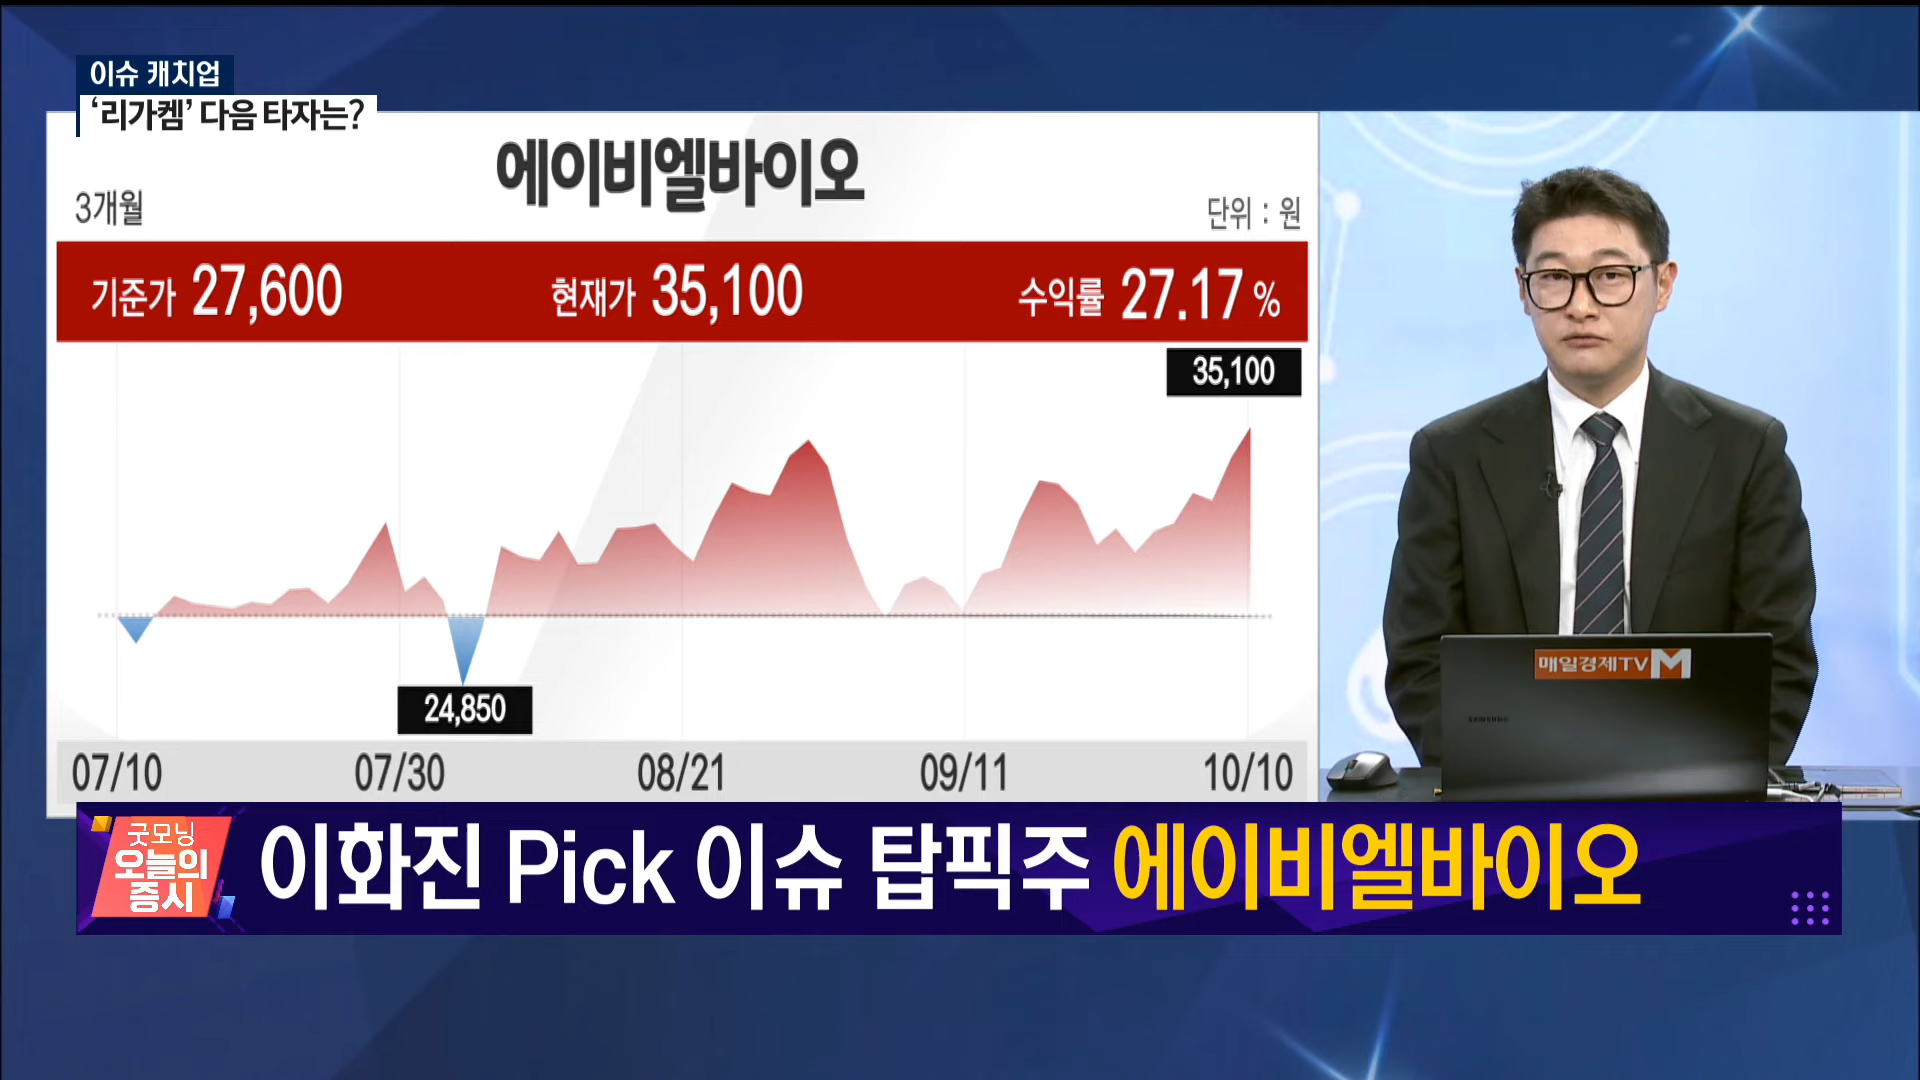 이슈 캐치업
‘리가켐’ 다음 타자는?
에이비엘바이오
3개월
단위 : 원
기준가 27,600 현재가 35,100 수익률 27.17 %
35,100
24,850
07/10 07/30 08/21 09/11 10/10
매일경제TV M
SAMSUNG
굿모닝
오늘의
증시
이화진 Pick 이슈 탑픽주 에이비엘바이오